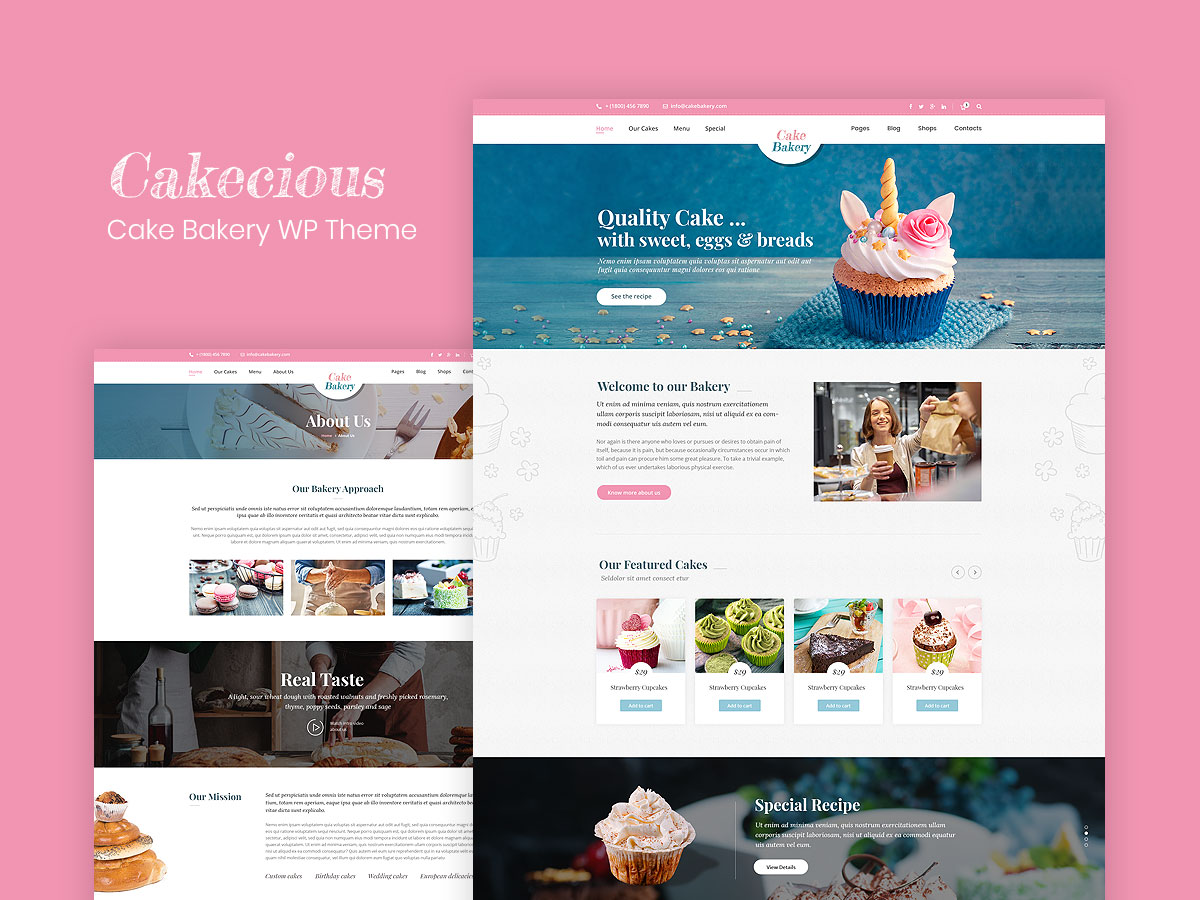 Cakecious
Cake Bakery WP Theme
+ (1800) 456 7890
info@cakebakery.com
Home
Our Cakes
Menu
Special
Cake
Bakery
Pages
Blog
Shops
Contacts
Quality Cake ...
with sweet, eggs & breads
Nemo enim ipsam voluptatem quia voluptas sit aspernatur aut odit aut
fugit quia consequuntur magni dolores eos qui ratione
See the recipe
Welcome to our Bakery
Ut enim ad minima veniam, quis nostrum exercitationem
ullam corporis suscipit laboriosam, nisi ut aliquid ex ea com-
modi consequatur uis autem vel eum.
Nor again is there anyone who loves or pursues or desires to obtain pain of
itself, because it is pain, but because occasionally circumstances occur in which
toil and pain can procure him some great pleasure. To take a trivial example,
which of us ever undertakes laborious physical exercise.
Know more about us
Our Featured Cakes
Seldolor sit amet consect etur
$29
$29
$29
$29
Strawberry Cupcakes
Strawberry Cupcakes
Strawberry Cupcakes
Strawberry Cupcakes
Add to cart
Add to cart
Add to cart
Add to cart
Special Recipe
Ut enim ad minima veniam, quis nostrum exercitationem ullam
corporis suscipit laboriosam, nisi ut aliquid ex ea commodi equatur
uis autem vel eum.
View Details
+ (1800) 456 7890
info@cakebakery.com
Home
Our Cakes
Menu
About Us
Cake
Bakery
Pages
Blog
Shops
Cont
About Us
Home / About Us
Our Bakery Approach
Sed ut perspiciatis unde omnis iste natus error sit voluptatem accusantium doloremque laudantium, totam rem aperiam, e
ipsa quae ab illo inventore veritatis et quasi architecto beatae vitae dicta sunt explicabo.
Nemo enim ipsam voluptatem quia voluptas sit aspernatur aut odit aut fugit, sed quia consequuntur magni dolores eos qui ratione voluptatem sequi
unt. Neque porro quisquam est, qui dolorem ipsum quia dolor sit amet, consectetur, adipisci velit, sed quia non numquam eius modi tempora incidunt
ut labore et dolore magnam aliquam quaerat voluptatem. Ut enim ad minima veniam, quis nostrum exercitationem.
Real Taste
A light, sour wheat dough with roasted walnuts and freshly picked rosemary,
thyme, poppy seeds, parsley and sage
Watch intro video
about us
Our Mission
Sed ut perspiciatis unde omnis iste natus error sit voluptatem accusantium doloremque lau
tium, totam rem aperiam, eaque ipsa quae ab illo inventore veritatis et quasi architecto bea
vitae dicta sunt explicabo.
Custom cakes
Birthday cakes
Wedding cakes
European delicacies